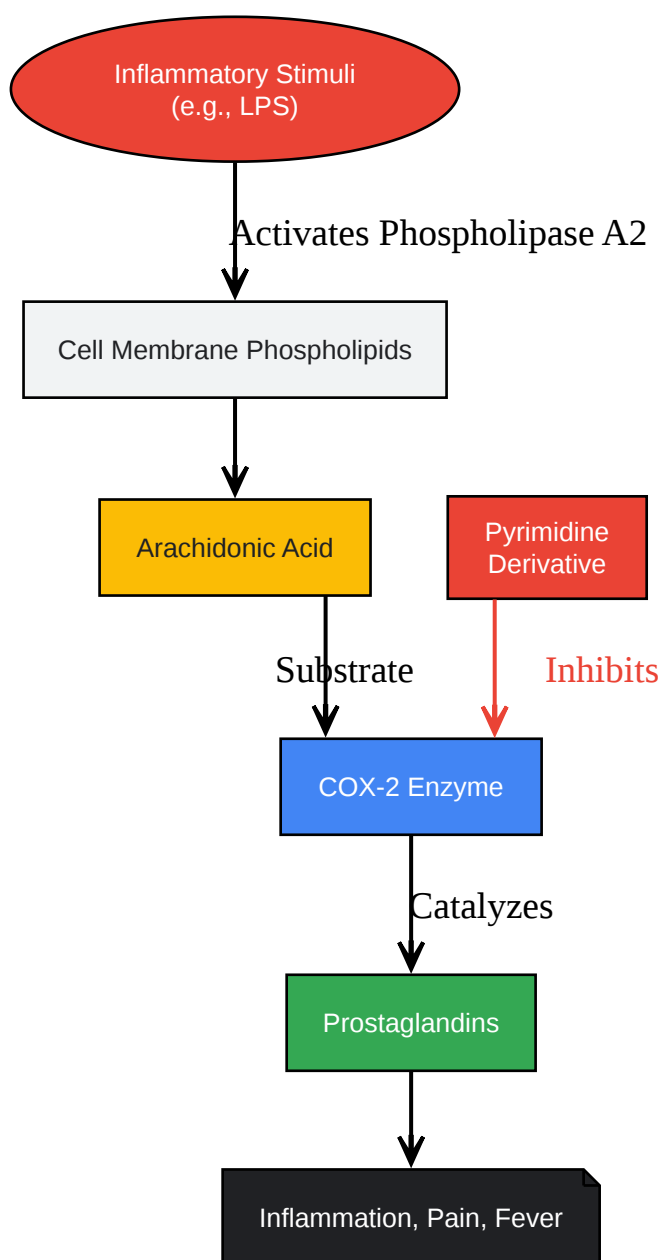 Inflammatory Stimuli
(e.g., LPS)
Activates Phospholipase A2
Cell Membrane Phospholipids
Arachidonic Acid
Pyrimidine
Derivative
Substrate
Inhibits
COX-2 Enzyme
Catalyzes
Prostaglandins
Inflammation, Pain, Fever